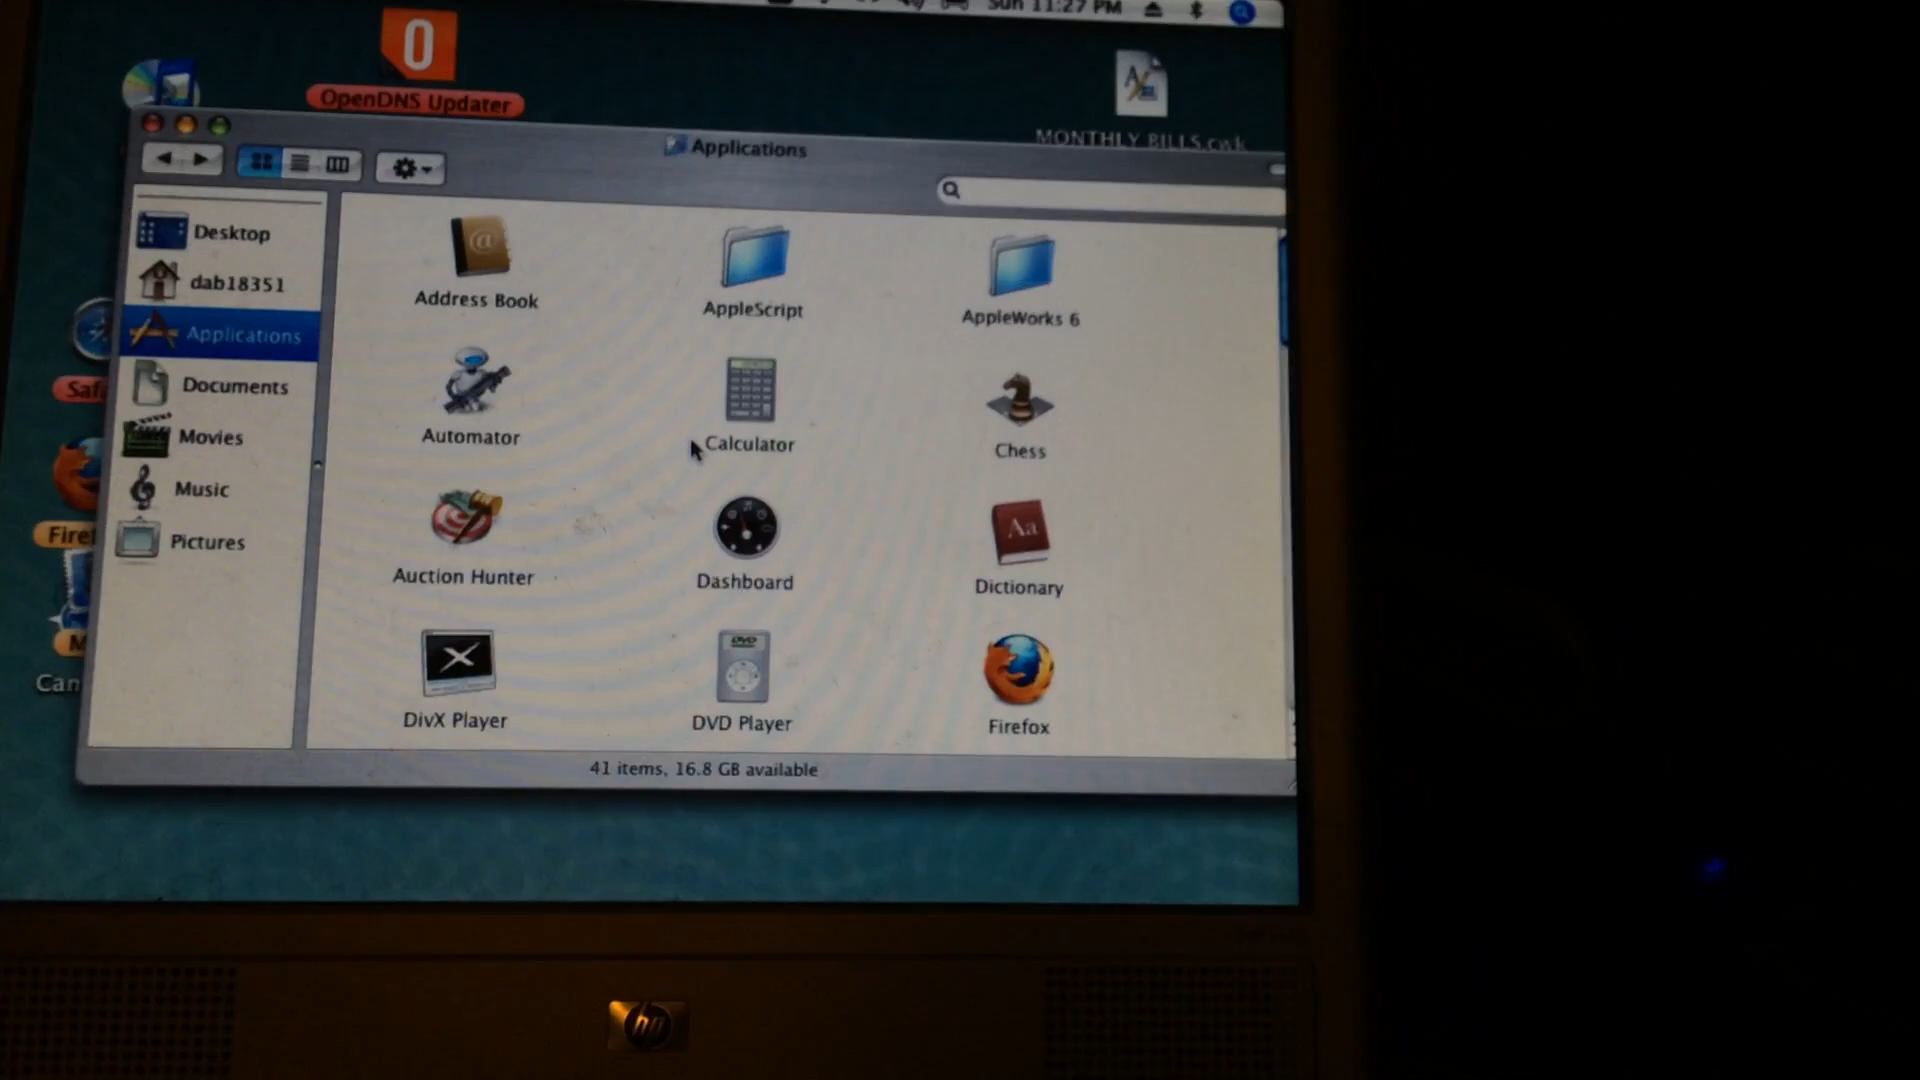 Sun 11:27 PM
OpenDNS Updater
MONTHLY BILLS.cwk
Applications
Desktop
dab18351
Applications
Documents
Movies
Music
Pictures
Address Book
AppleScript
AppleWorks 6
Automator
Calculator
Chess
Auction Hunter
Dashboard
Dictionary
DivX Player
DVD Player
Firefox
41 items, 16.8 GB available
hp